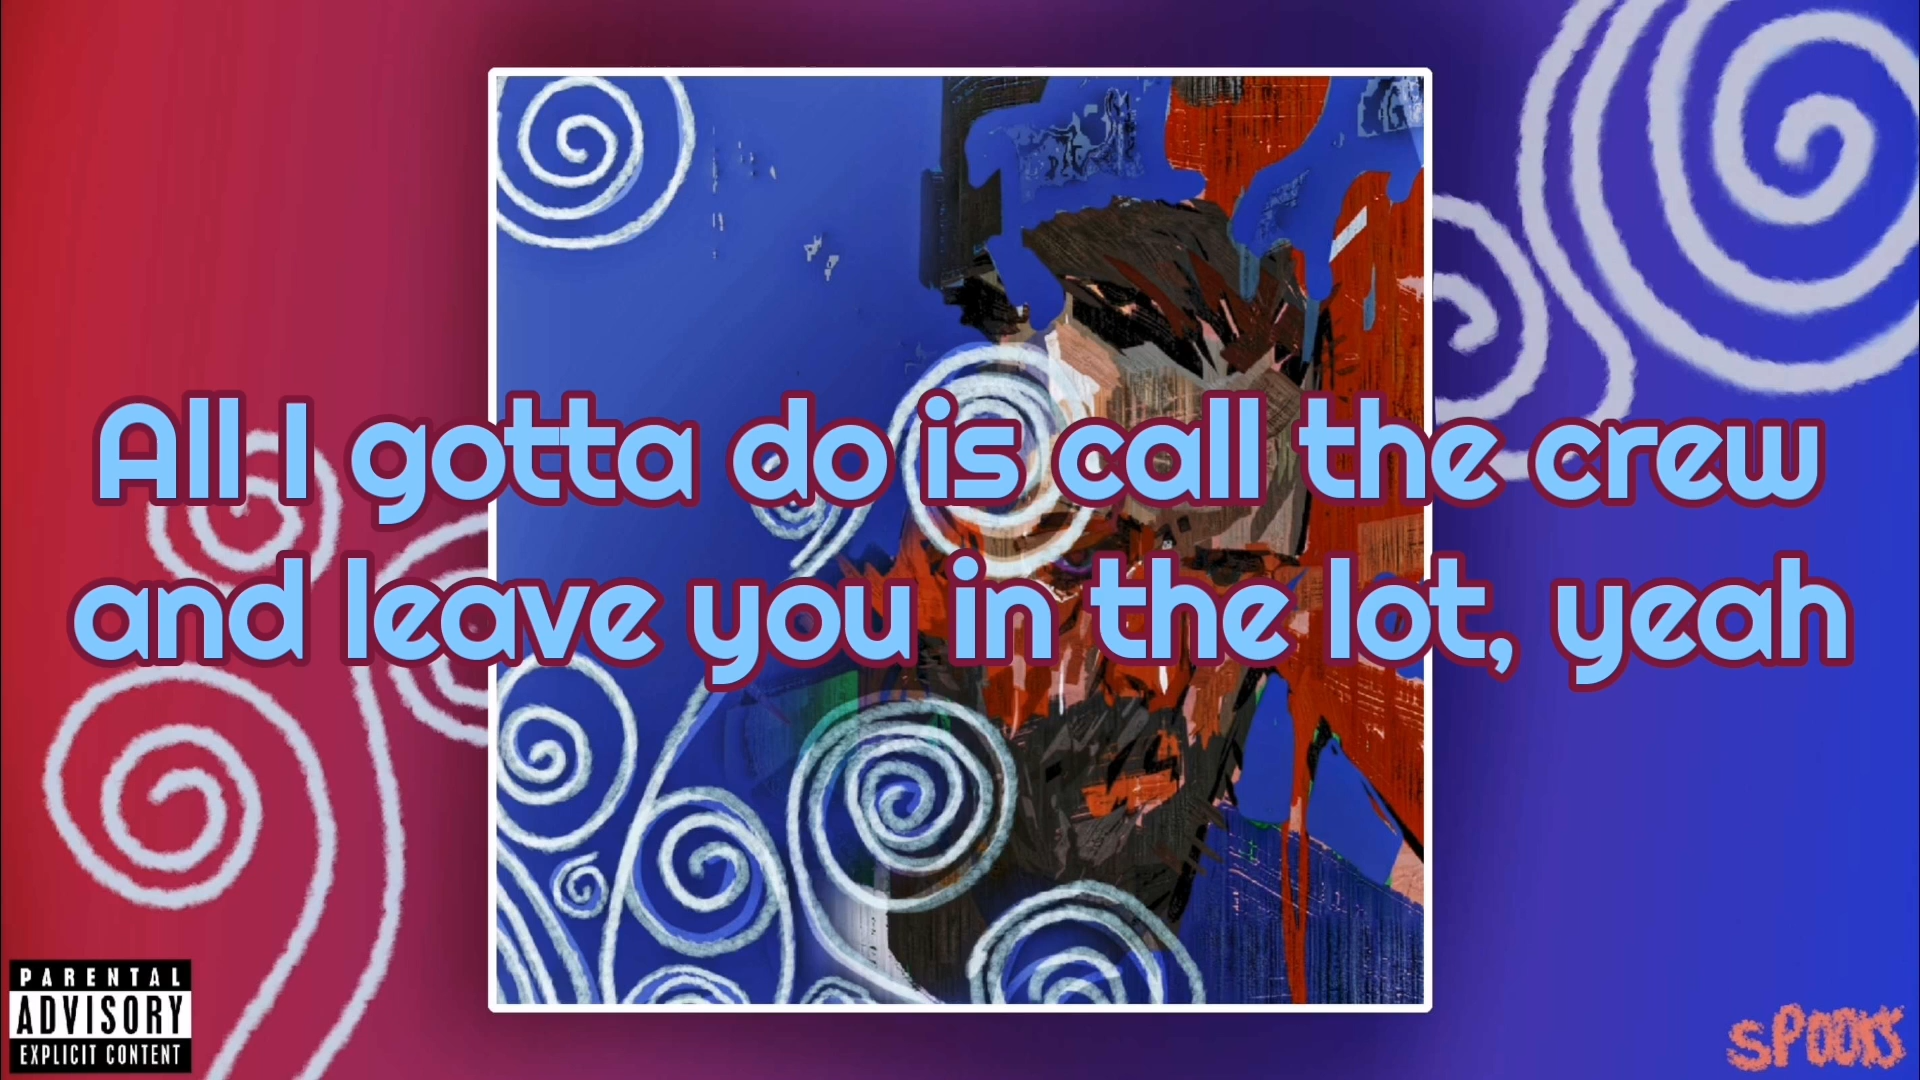 All I gotta do is call the crew
and leave you in the lot, yeah
PARENTAL
ADVISORY
EXPLICIT CONTENT
sPOOKS